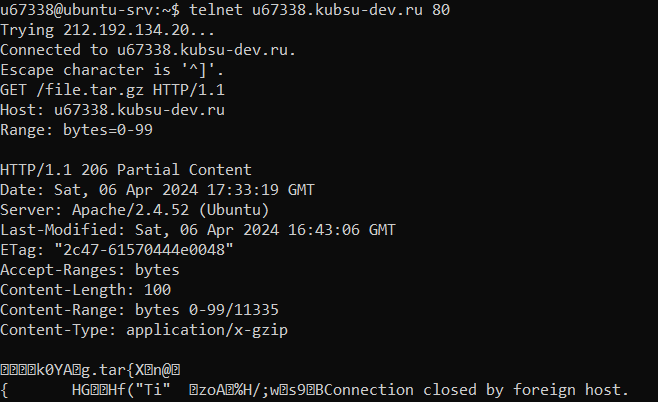 u67338@ubuntu-srv:~$ telnet u67338.kubsu-dev.ru 80
Trying 212.192.134.20...
Connected to u67338.kubsu-dev.ru.
Escape character is '^]'.
GET /file.tar.gz HTTP/1.1
Host: u67338.kubsu-dev.ru
Range: bytes=0-99

HTTP/1.1 206 Partial Content
Date: Sat, 06 Apr 2024 17:33:19 GMT
Server: Apache/2.4.52 (Ubuntu)
Last-Modified: Sat, 06 Apr 2024 16:43:06 GMT
ETag: "2c47-61570444e0048"
Accept-Ranges: bytes
Content-Length: 100
Content-Range: bytes 0-99/11335
Content-Type: application/x-gzip

����k0YA�g.tar{X�n@�
{       HG��Hf("Ti"  �zoA�%H/;w�s9�BConnection closed by foreign host.